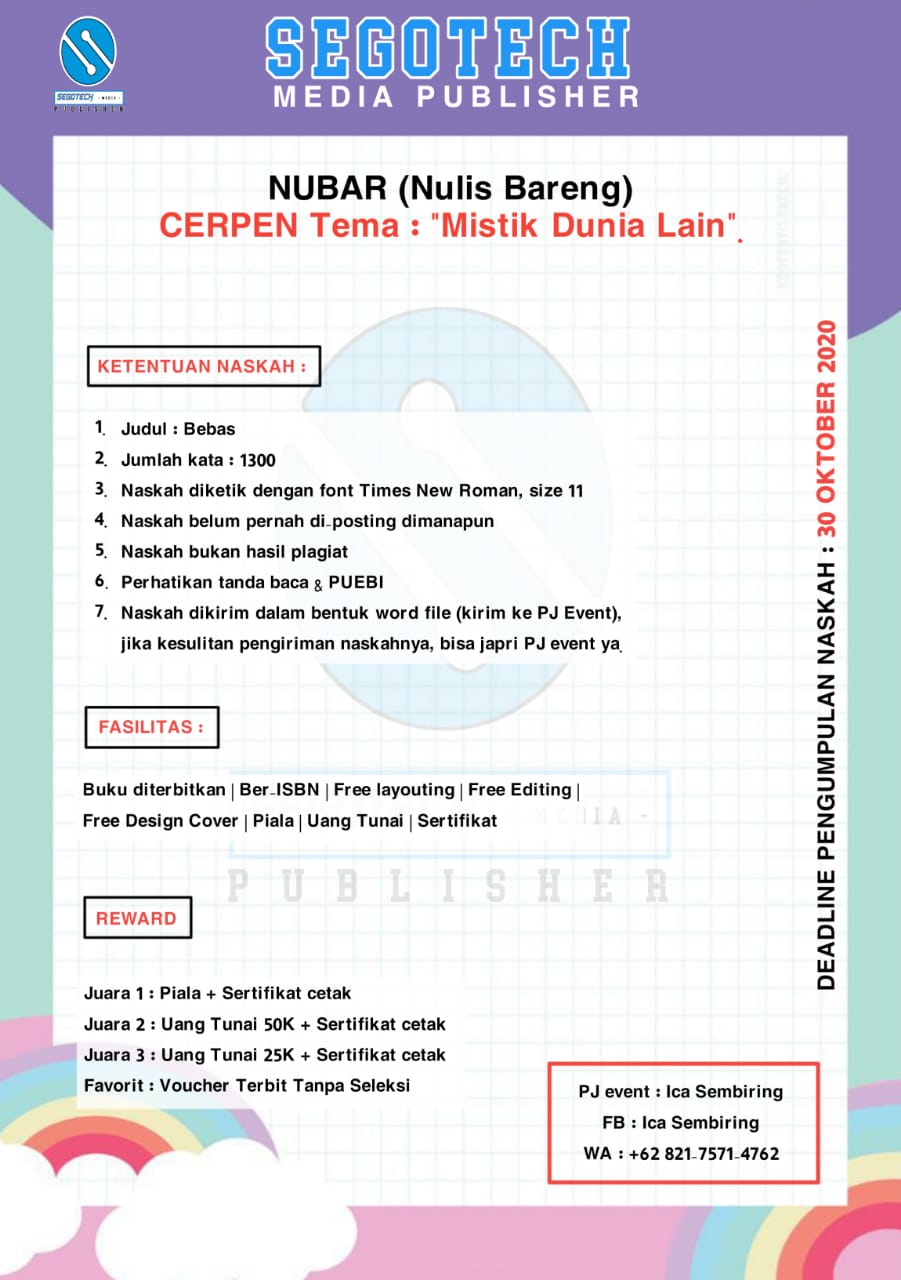 SEGOTECH
MEDIA PUBLISHER
SEGOTECH - MEDIA -
PUBLISHER
NUBAR (Nulis Bareng)
CERPEN Tema : "Mistik Dunia Lain".
KETENTUAN NASKAH :
1. Judul : Bebas
2. Jumlah kata : 1300
3. Naskah diketik dengan font Times New Roman, size 11
4. Naskah belum pernah di-posting dimanapun
5. Naskah bukan hasil plagiat
6. Perhatikan tanda baca & PUEBI
7. Naskah dikirim dalam bentuk word file (kirim ke PJ Event),
jika kesulitan pengiriman naskahnya, bisa japri PJ event ya.
FASILITAS :
Buku diterbitkan | Ber-ISBN | Free layouting | Free Editing |
Free Design Cover | Piala | Uang Tunai | Sertifikat
- MEDIA -
PUBLISHER
REWARD
Juara 1 : Piala + Sertifikat cetak
Juara 2 : Uang Tunai 50K + Sertifikat cetak
Juara 3 : Uang Tunai 25K + Sertifikat cetak
Favorit : Voucher Terbit Tanpa Seleksi
DEADLINE PENGUMPULAN NASKAH : 30 OKTOBER 2020
PJ event : Ica Sembiring
FB : Ica Sembiring
WA : +62 821-7571-4762